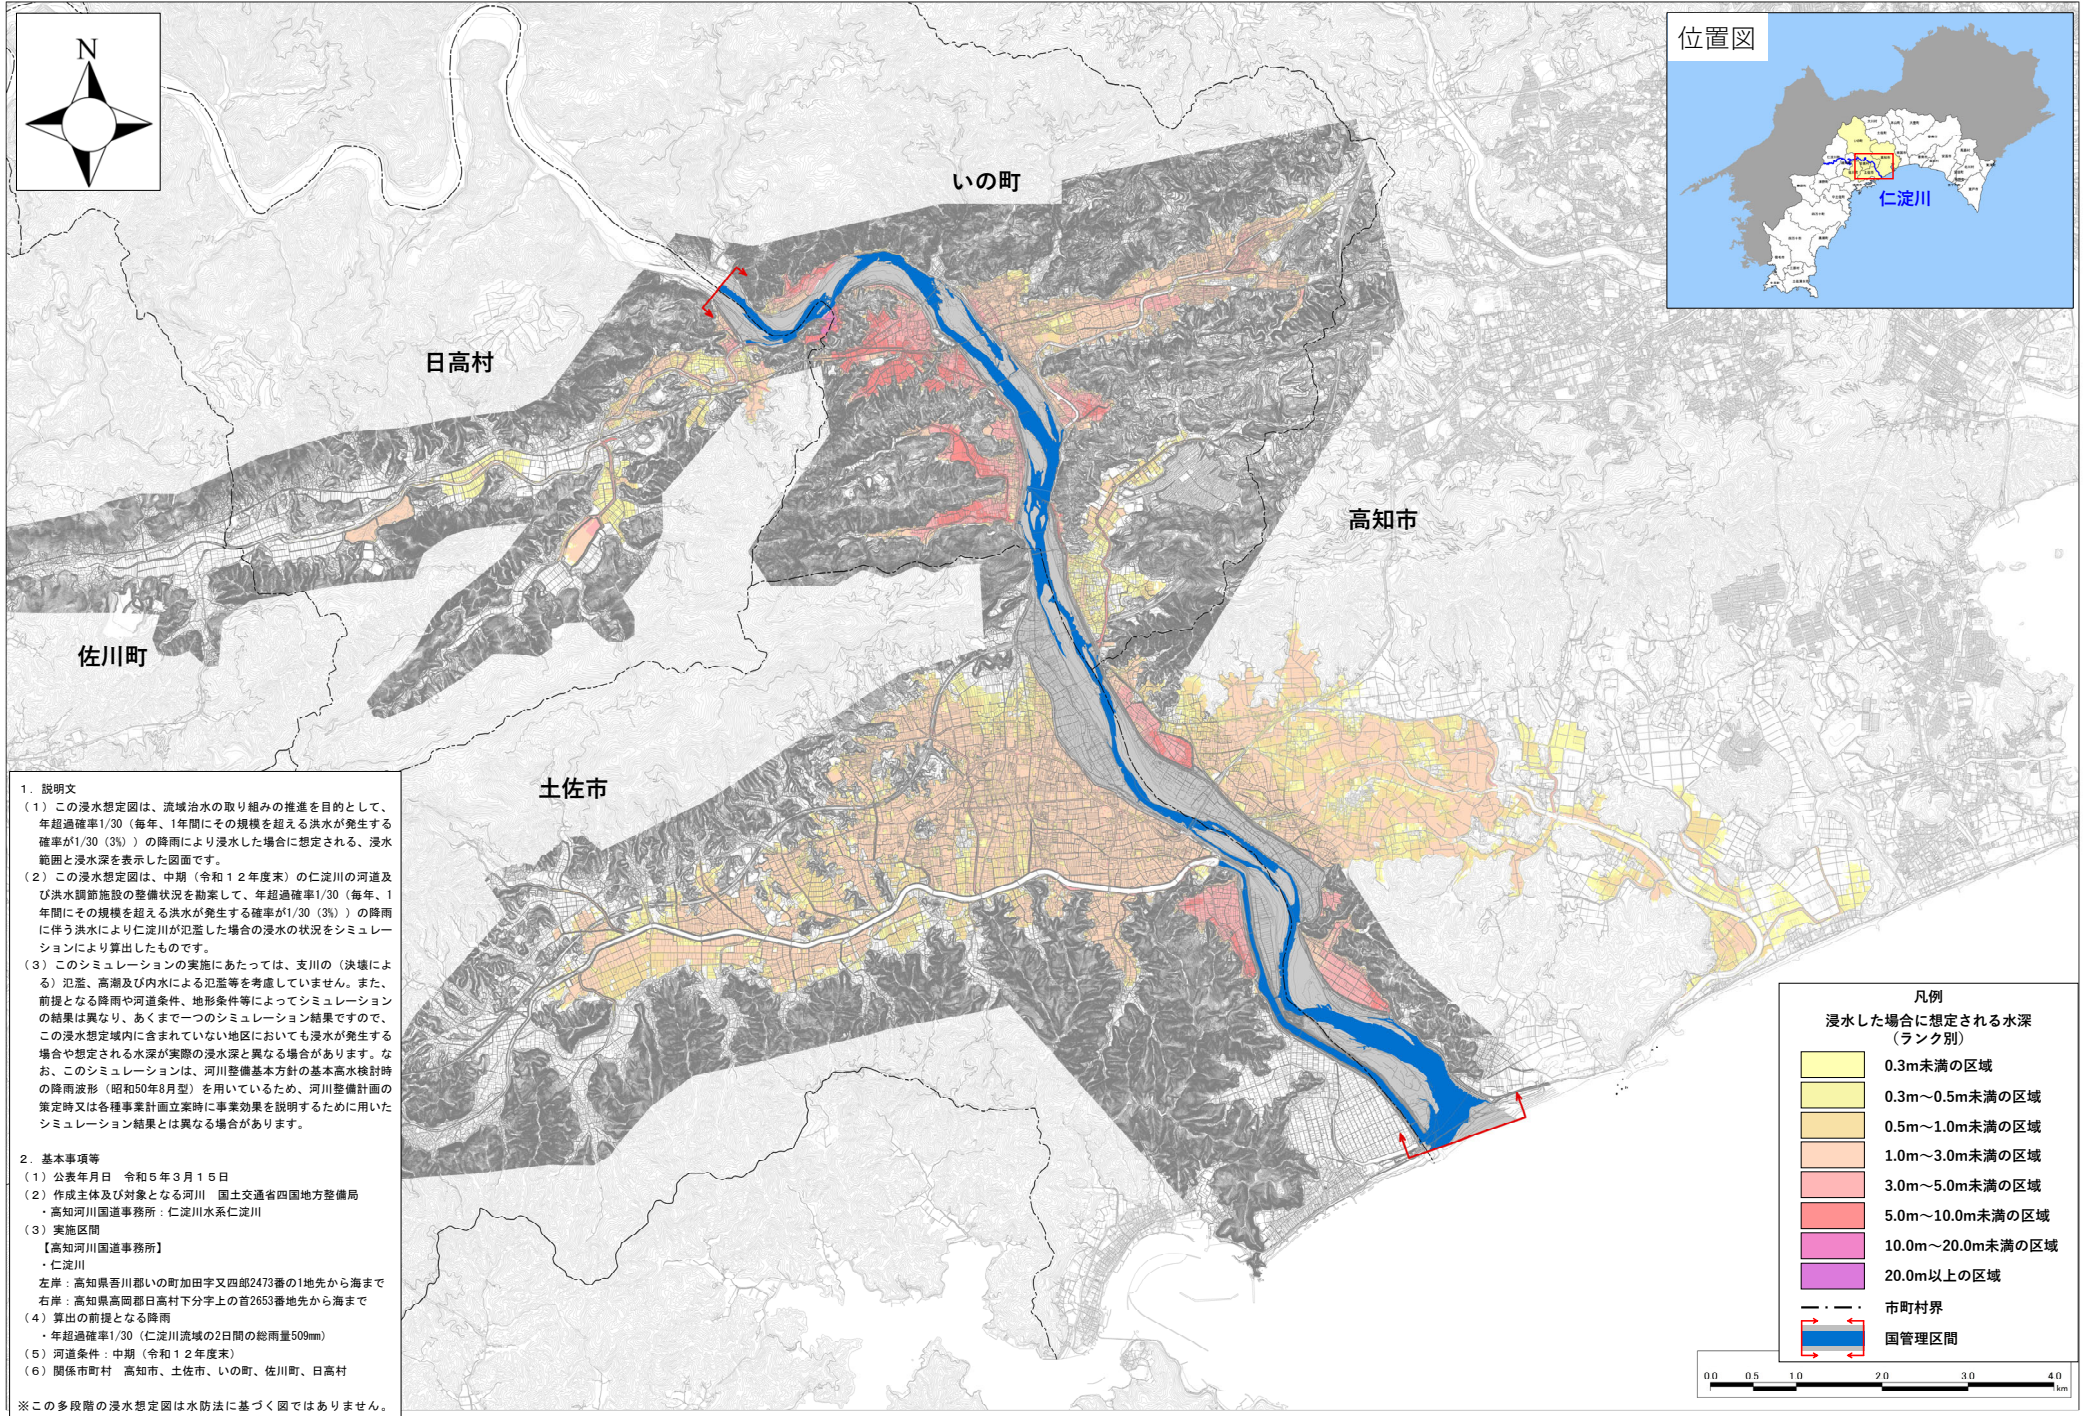 N
位置図
仁淀川
いの町
日高村
高知市
佐川町
土佐市
1. 説明文
（1）この浸水想定図は、流域治水の取り組みの推進を目的として、
年超過確率1/30（毎年、1年間にその規模を超える洪水が発生する
確率が1/30（3%））の降雨により浸水した場合に想定される、浸水
範囲と浸水深を表示した図面です。
（2）この浸水想定図は、中期（令和１２年度末）の仁淀川の河道及
び洪水調節施設の整備状況を勘案して、年超過確率1/30（毎年、1
年間にその規模を超える洪水が発生する確率が1/30（3%））の降雨
に伴う洪水により仁淀川が氾濫した場合の浸水の状況をシミュレー
ションにより算出したものです。
（3）このシミュレーションの実施にあたっては、支川の（決壊によ
る）氾濫、高潮及び内水による氾濫等を考慮していません。また、
前提となる降雨や河道条件、地形条件等によってシミュレーション
の結果は異なり、あくまで一つのシミュレーション結果ですので、
この浸水想定域内に含まれていない地区においても浸水が発生する
場合や想定される水深が実際の浸水深と異なる場合があります。な
お、このシミュレーションは、河川整備基本方針の基本高水検討時
の降雨波形（昭和50年8月型）を用いているため、河川整備計画の
策定時又は各種事業計画立案時に事業効果を説明するために用いた
シミュレーション結果とは異なる場合があります。
2. 基本事項等
（1）公表年月日　令和５年３月１５日
（2）作成主体及び対象となる河川　国土交通省四国地方整備局
・高知河川国道事務所：仁淀川水系仁淀川
（3）実施区間
【高知河川国道事務所】
・仁淀川
左岸：高知県吾川郡いの町加田字又四郎2473番の1地先から海まで
右岸：高知県高岡郡日高村下分字上の首2653番地先から海まで
（4）算出の前提となる降雨
・年超過確率1/30（仁淀川流域の2日間の総雨量509mm）
（5）河道条件：中期（令和１２年度末）
（6）関係市町村　高知市、土佐市、いの町、佐川町、日高村
※この多段階の浸水想定図は水防法に基づく図ではありません。
凡例
浸水した場合に想定される水深
（ランク別）
0.3m未満の区域
0.3m～0.5m未満の区域
0.5m～1.0m未満の区域
1.0m～3.0m未満の区域
3.0m～5.0m未満の区域
5.0m～10.0m未満の区域
10.0m～20.0m未満の区域
20.0m以上の区域
市町村界
国管理区間
0.0 0.5 1.0 2.0 3.0 4.0
km